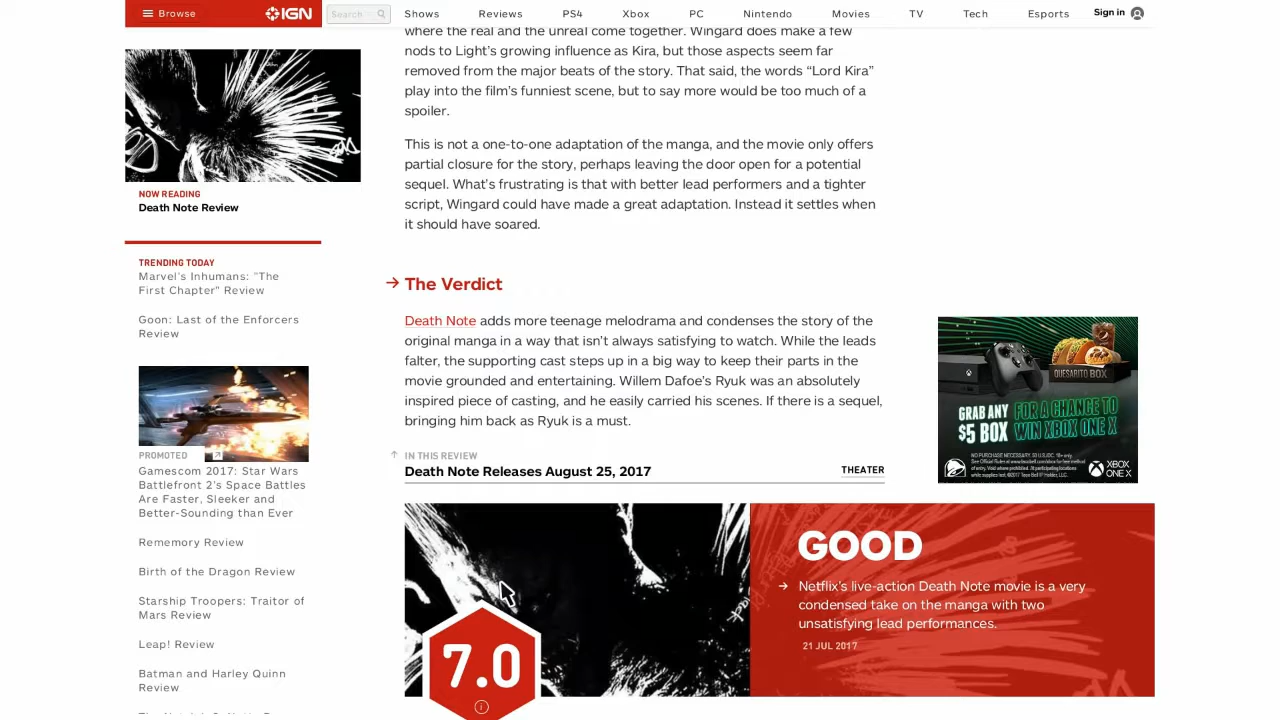 Browse
IGN
Search
Shows
Reviews
PS4
Xbox
PC
Nintendo
Movies
TV
Tech
Esports
Sign in
NOW READING
Death Note Review
TRENDING TODAY
Marvel's Inhumans: "The
First Chapter" Review
Goon: Last of the Enforcers
Review
PROMOTED
Gamescom 2017: Star Wars
Battlefront 2's Space Battles
Are Faster, Sleeker and
Better-Sounding than Ever
Rememory Review
Birth of the Dragon Review
Starship Troopers: Traitor of
Mars Review
Leap! Review
Batman and Harley Quinn
Review
where the real and the unreal come together. Wingard does make a few
nods to Light's growing influence as Kira, but those aspects seem far
removed from the major beats of the story. That said, the words “Lord Kira”
play into the film's funniest scene, but to say more would be too much of a
spoiler.
This is not a one-to-one adaptation of the manga, and the movie only offers
partial closure for the story, perhaps leaving the door open for a potential
sequel. What's frustrating is that with better lead performers and a tighter
script, Wingard could have made a great adaptation. Instead it settles when
it should have soared.
The Verdict
Death Note adds more teenage melodrama and condenses the story of the
original manga in a way that isn't always satisfying to watch. While the leads
falter, the supporting cast steps up in a big way to keep their parts in the
movie grounded and entertaining. Willem Dafoe's Ryuk was an absolutely
inspired piece of casting, and he easily carried his scenes. If there is a sequel,
bringing him back as Ryuk is a must.
IN THIS REVIEW
Death Note Releases August 25, 2017
THEATER
QUESARITO BOX
GRAB ANY
$5 BOX
FOR A CHANCE TO
WIN XBOX ONE X
XBOX
ONE X
7.0
GOOD
Netflix's live-action Death Note movie is a very
condensed take on the manga with two
unsatisfying lead performances.
21 JUL 2017